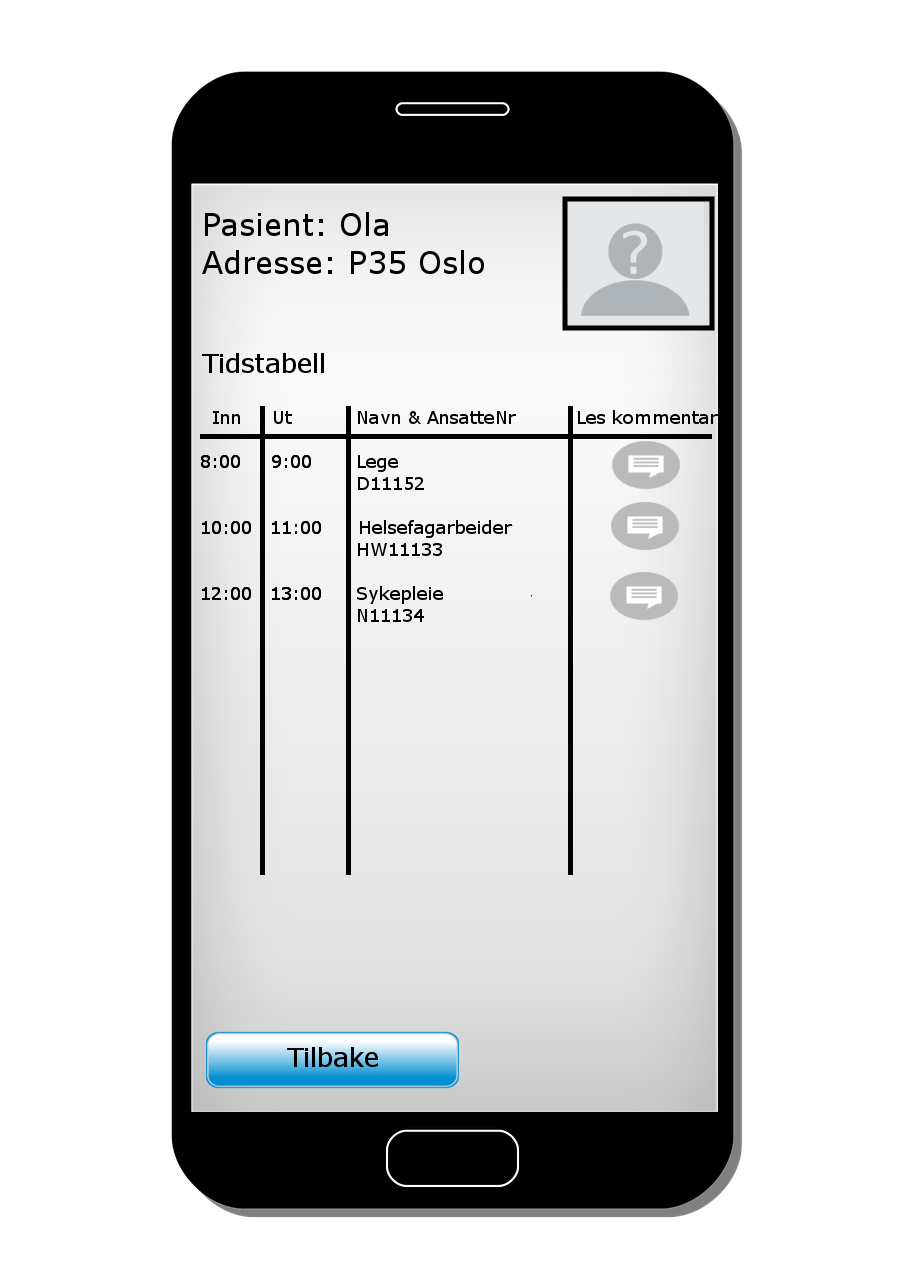 Pasient: Ola
Adresse: P35 Oslo
?
Tidstabell
Inn Ut Navn & AnsatteNr Les kommentar
8:00 9:00 Lege
D11152
10:00 11:00 Helsefagarbeider
HW11133
12:00 13:00 Sykepleie
N11134
Tilbake